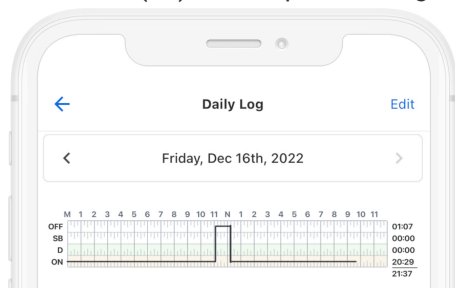 Daily Log
Edit
Friday, Dec 16th, 2022
M 1 2 3 4 5 6 7 8 9 10 11 N 1 2 3 4 5 6 7 8 9 10 11
OFF 01:07
SB 00:00
D 00:00
ON 20:29
21:37